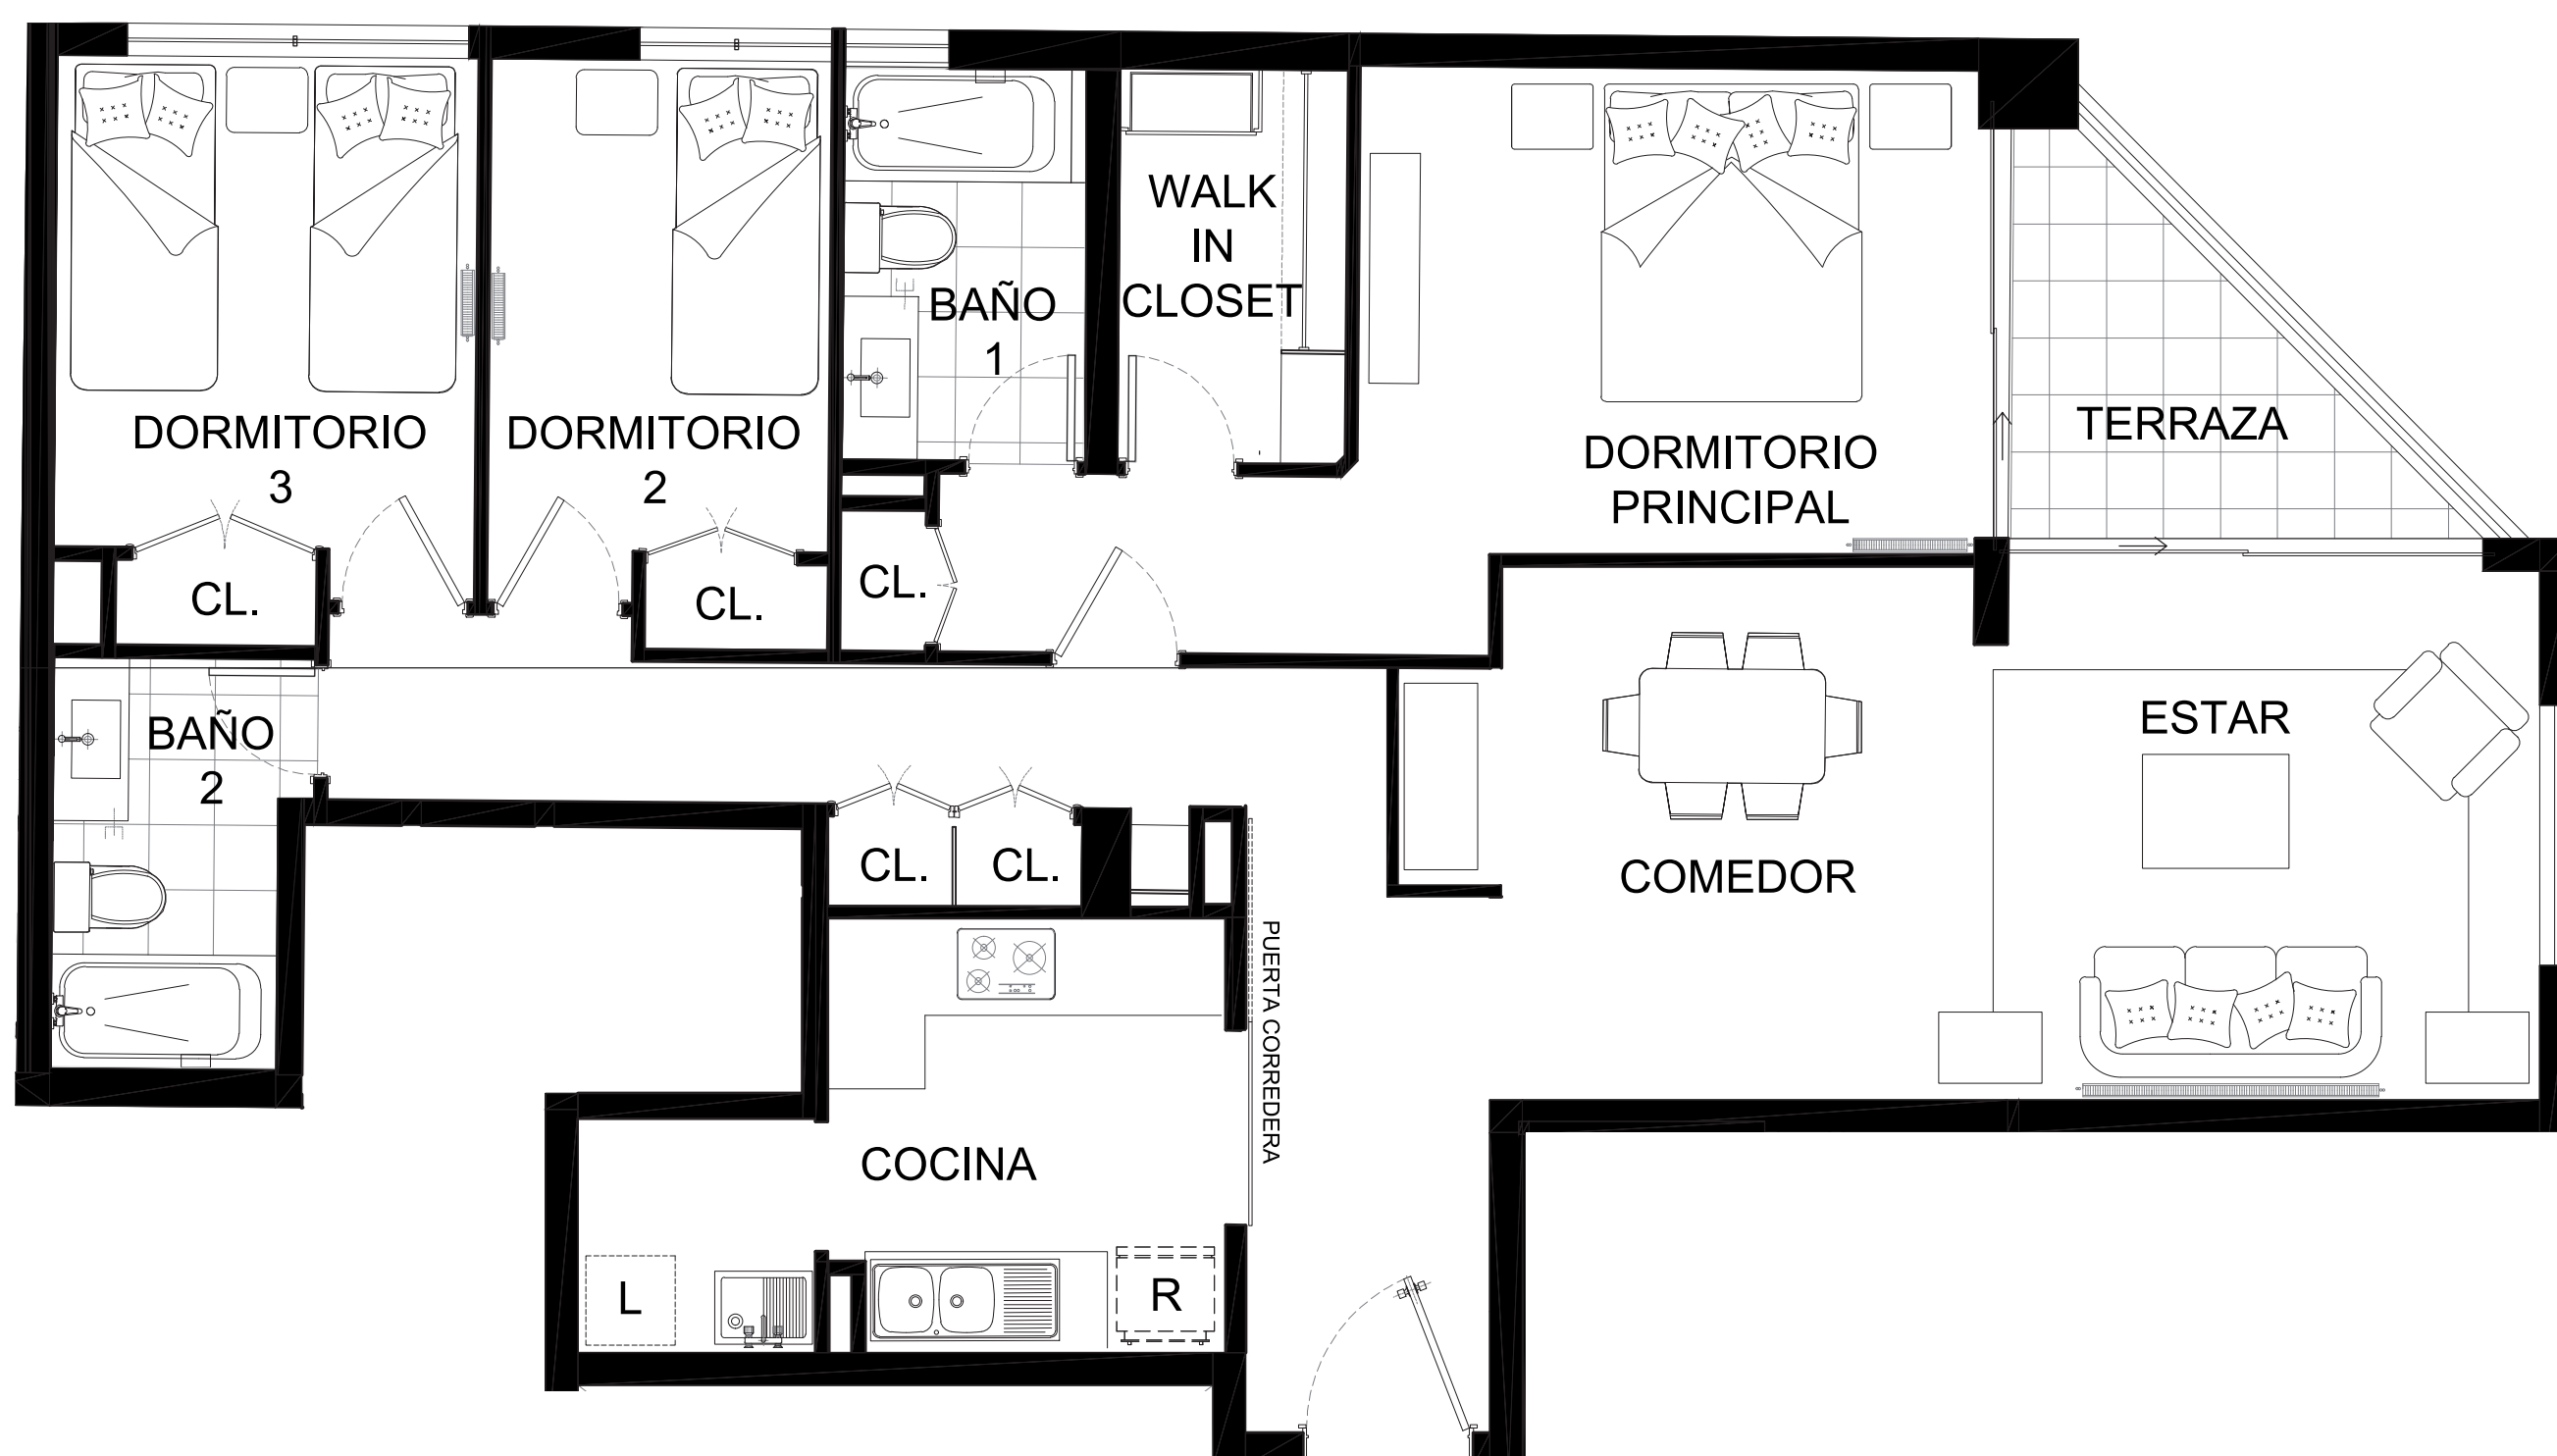 WALK
IN
CLOSET
BAÑO
1
DORMITORIO
3
DORMITORIO
2
DORMITORIO
PRINCIPAL
TERRAZA
CL.
CL.
CL.
BAÑO
2
ESTAR
COMEDOR
CL.
CL.
PUERTA CORREDERA
COCINA
L
R